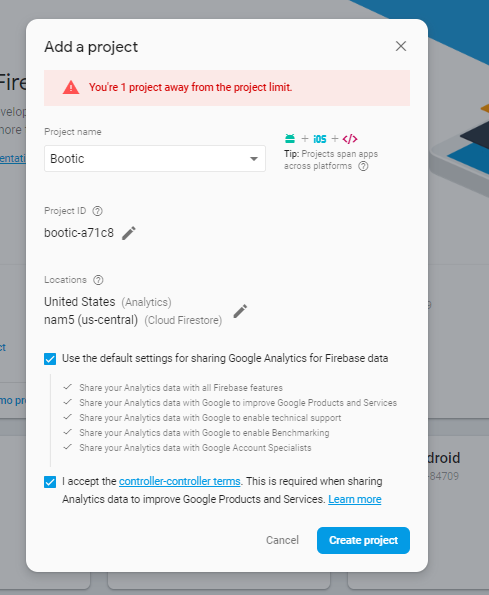 Add a project
You're 1 project away from the project limit.
Project name
Bootic
+ iOS + </>
Tip: Projects span apps
across platforms
Project ID
bootic-a71c8
Locations
United States (Analytics)
nam5 (us-central) (Cloud Firestore)
Use the default settings for sharing Google Analytics for Firebase data
Share your Analytics data with all Firebase features
Share your Analytics data with Google to improve Google Products and Services
Share your Analytics data with Google to enable technical support
Share your Analytics data with Google to enable Benchmarking
Share your Analytics data with Google Account Specialists
I accept the controller-controller terms. This is required when sharing
Analytics data to improve Google Products and Services. Learn more
Cancel
Create project
Fire
velop
more
entati
ct
mo pro
droid
-84709